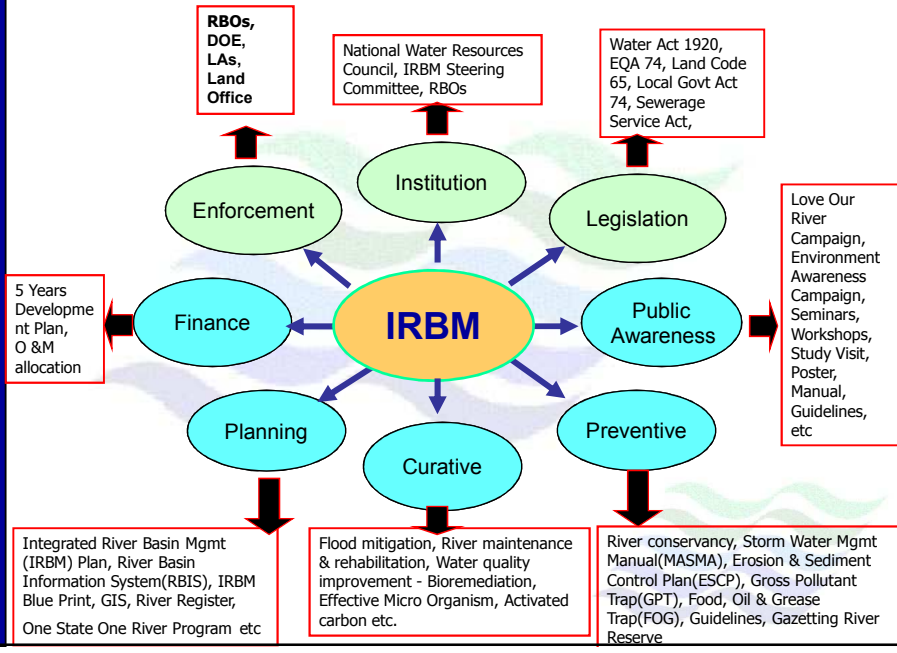 RBOs,
DOE,
LAs,
Land
Office
National Water Resources
Council, IRBM Steering
Committee, RBOs
Water Act 1920,
EQA 74, Land Code
65, Local Govt Act
74, Sewerage
Service Act,
Enforcement
Institution
Legislation
Love Our
River
Campaign,
Environment
Awareness
Campaign,
Seminars,
Workshops,
Study Visit,
Poster,
Manual,
Guidelines,
etc
5 Years
Developme
nt Plan,
O &M
allocation
Finance
IRBM
Public
Awareness
Planning
Curative
Preventive
Integrated River Basin Mgmt
(IRBM) Plan, River Basin
Information System(RBIS), IRBM
Blue Print, GIS, River Register,
One State One River Program etc
Flood mitigation, River maintenance
& rehabilitation, Water quality
improvement - Bioremediation,
Effective Micro Organism, Activated
carbon etc.
River conservancy, Storm Water Mgmt
Manual(MASMA), Erosion & Sediment
Control Plan(ESCP), Gross Pollutant
Trap(GPT), Food, Oil & Grease
Trap(FOG), Guidelines, Gazetting River
Reserve